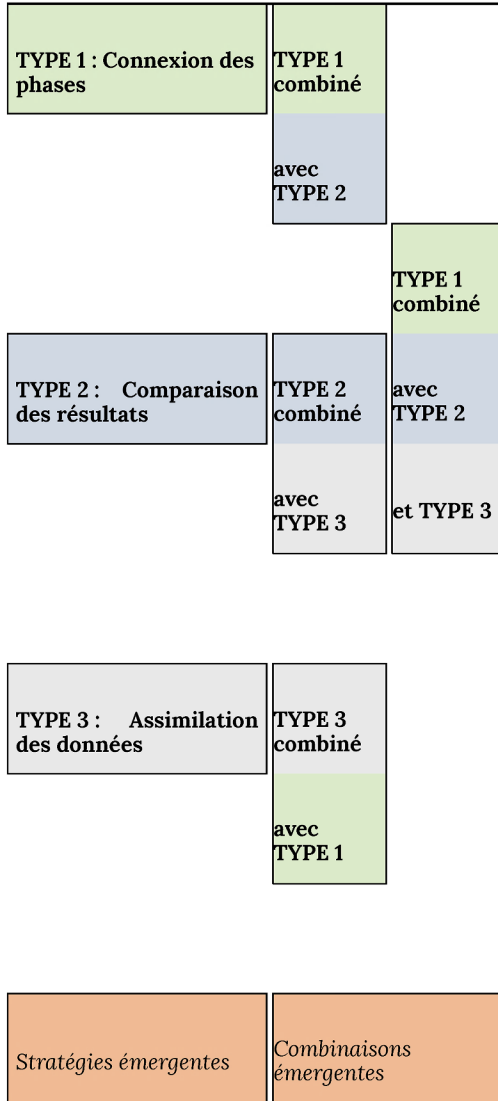 TYPE 1 : Connexion des
phases
TYPE 1
combiné
avec
TYPE 2
TYPE 1
combiné
TYPE 2 : Comparaison
des résultats
TYPE 2
combiné
avec
TYPE 2
avec
TYPE 3
et TYPE 3
TYPE 3 : Assimilation
des données
TYPE 3
combiné
avec
TYPE 1
Stratégies émergentes
Combinaisons
émergentes